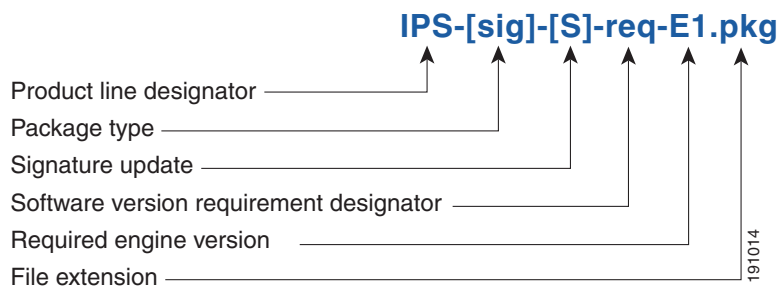 IPS-[sig]-[S]-req-E1.pkg
Product line designator
Package type
Signature update
Software version requirement designator
Required engine version
File extension
191014